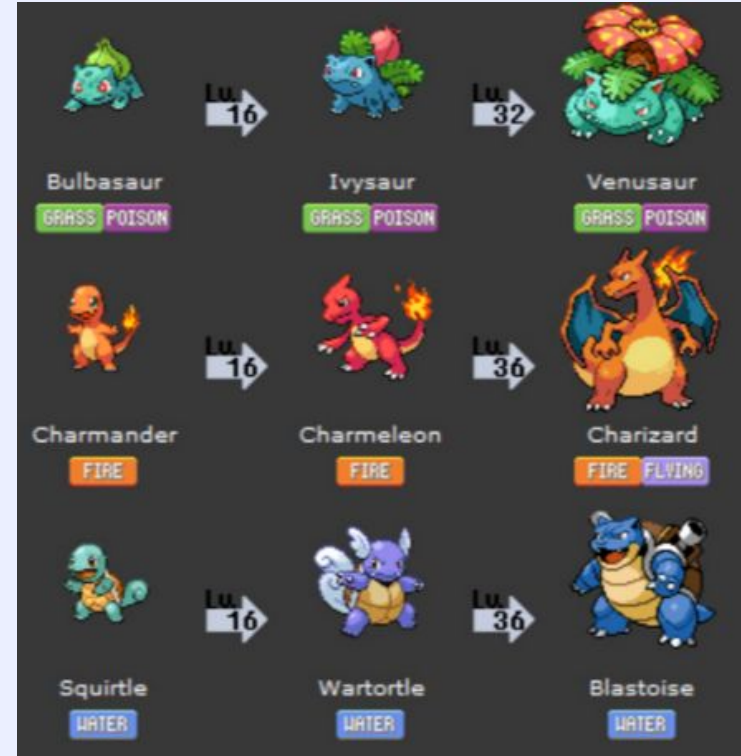 Lv. 16 Lv. 32
Bulbasaur Ivysaur Venusaur
GRASS POISON GRASS POISON GRASS POISON
Lv. 16 Lv. 36
Charmander Charmeleon Charizard
FIRE FIRE FIRE FLYING
Lv. 16 Lv. 36
Squirtle Wartortle Blastoise
WATER WATER WATER